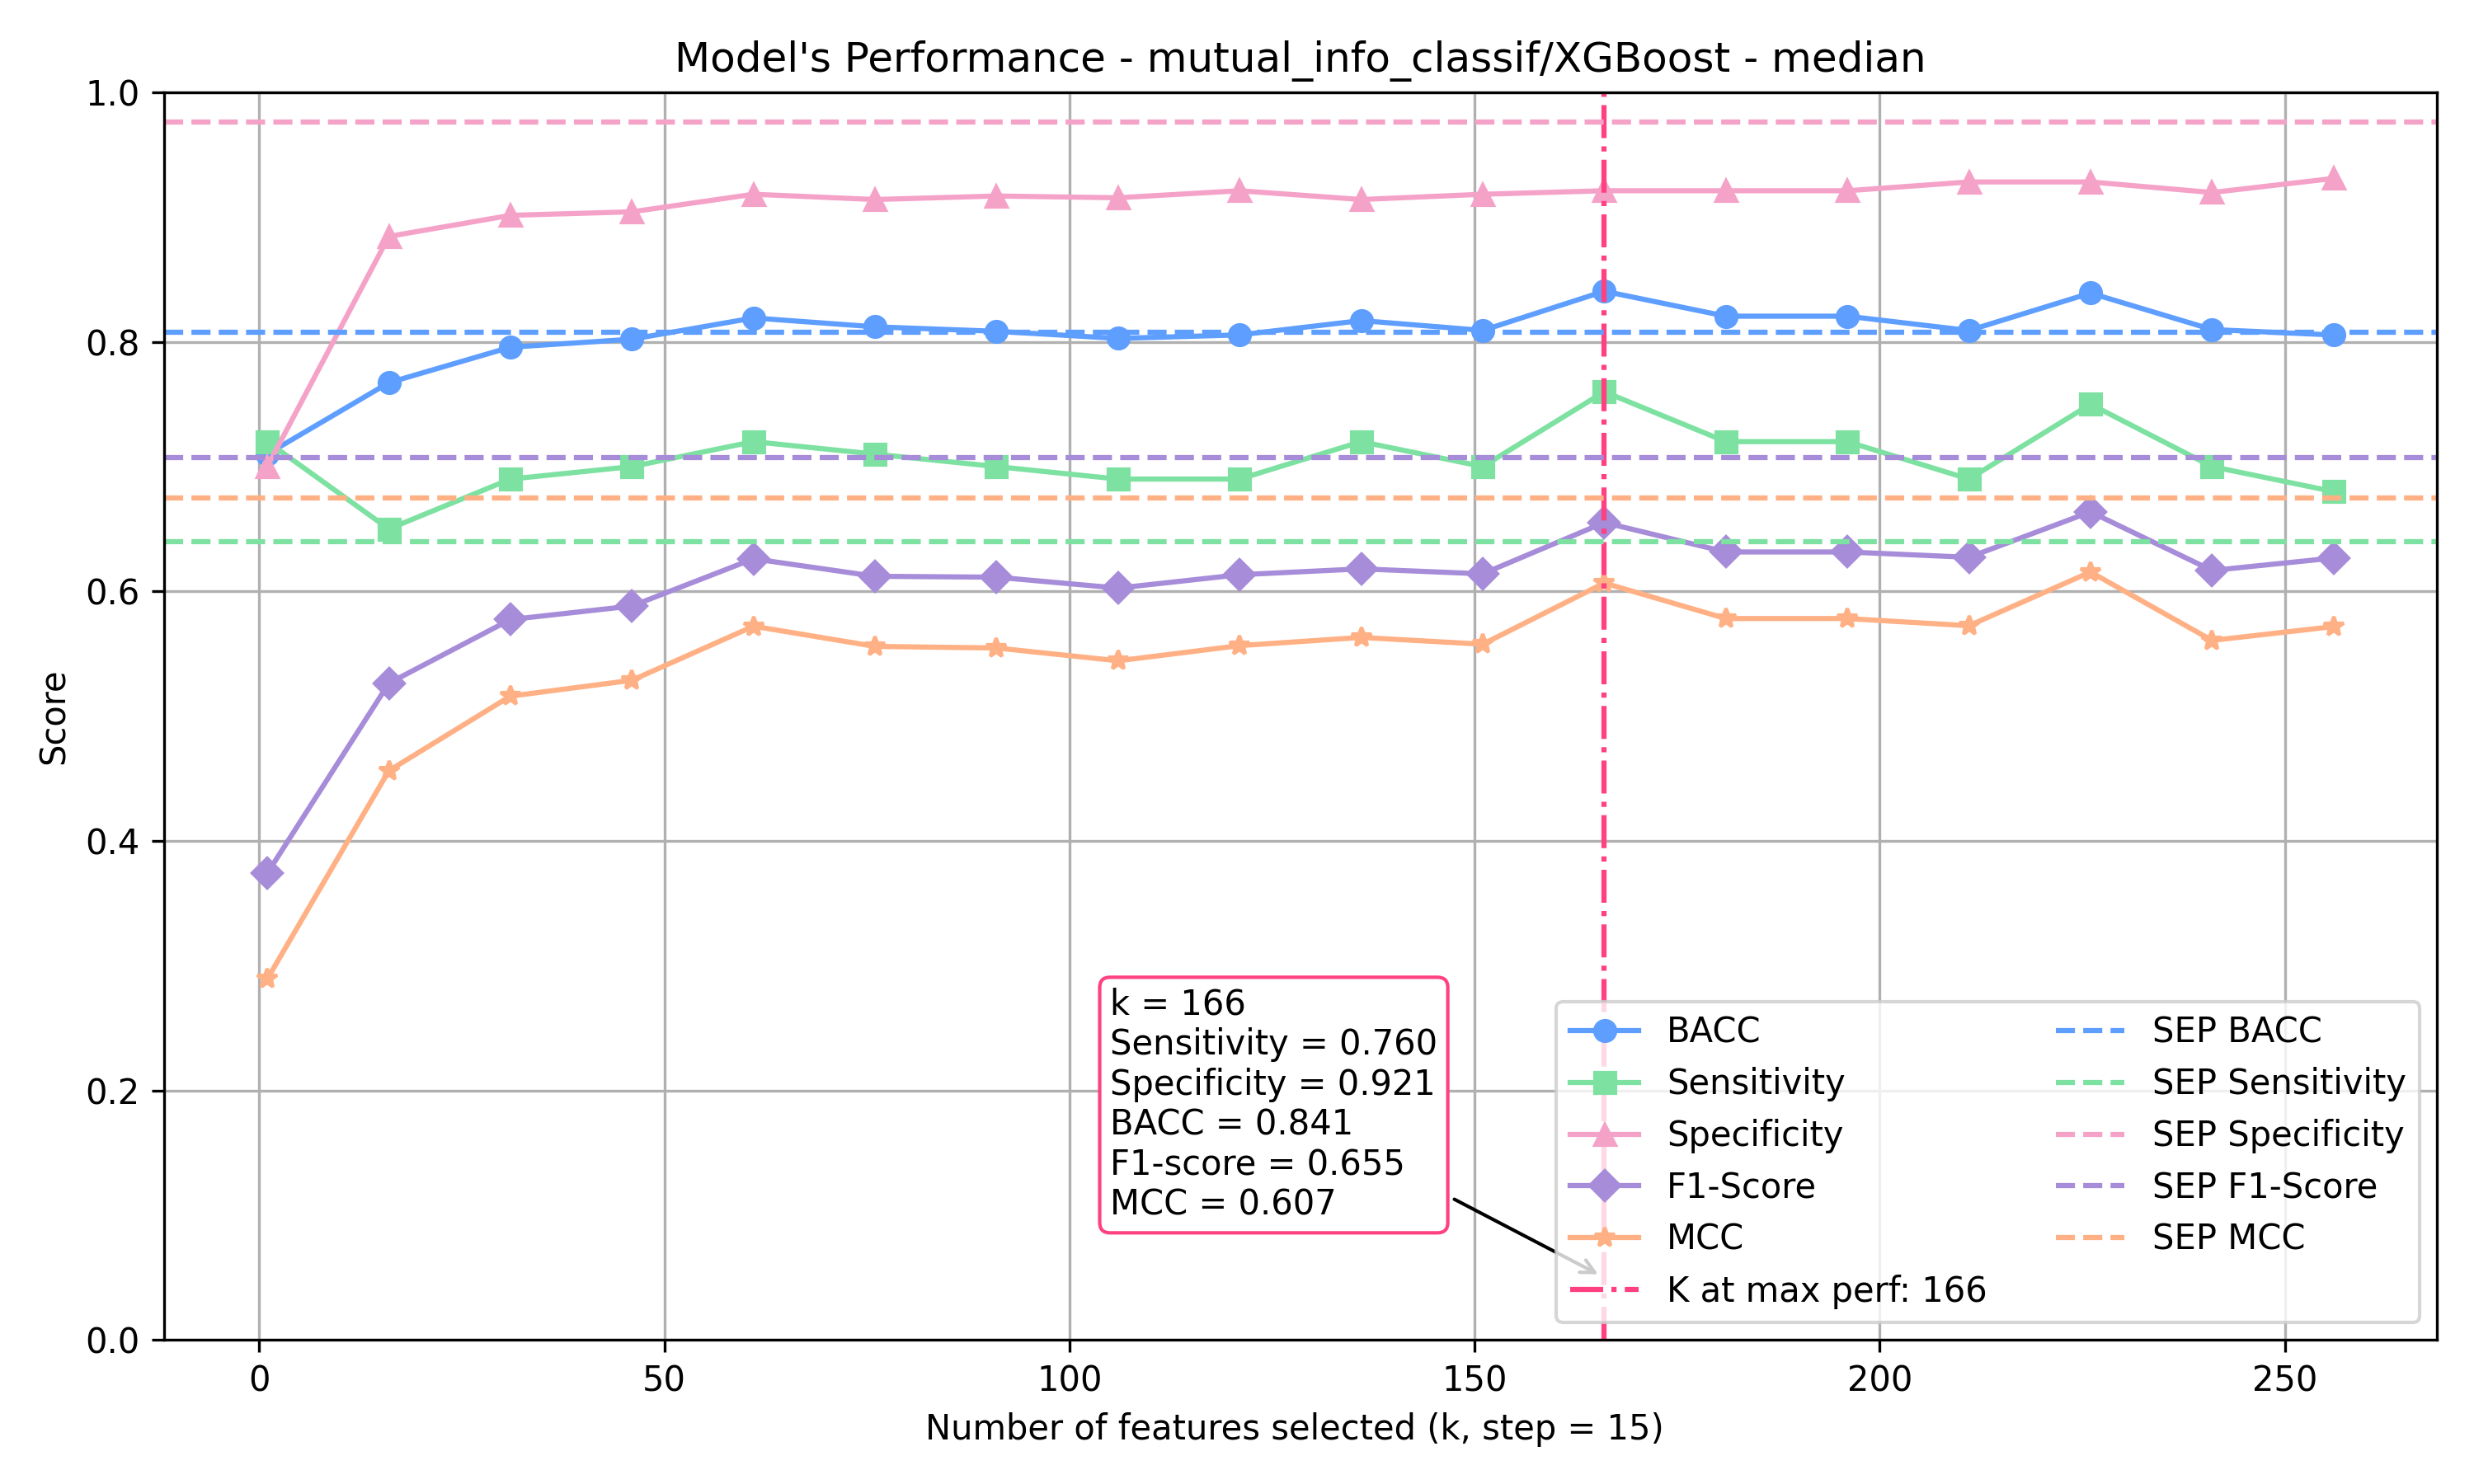 Model's Performance - mutual_info_classif/XGBoost - median
1.0
0.8
0.6
0.4
0.2
0.0
Score
k = 166
Sensitivity = 0.760
Specificity = 0.921
BACC = 0.841
F1-score = 0.655
MCC = 0.607
BACC
Sensitivity
Specificity
F1-Score
MCC
K at max perf: 166
SEP BACC
SEP Sensitivity
SEP Specificity
SEP F1-Score
SEP MCC
0 50 100 150 200 250
Number of features selected (k, step = 15)